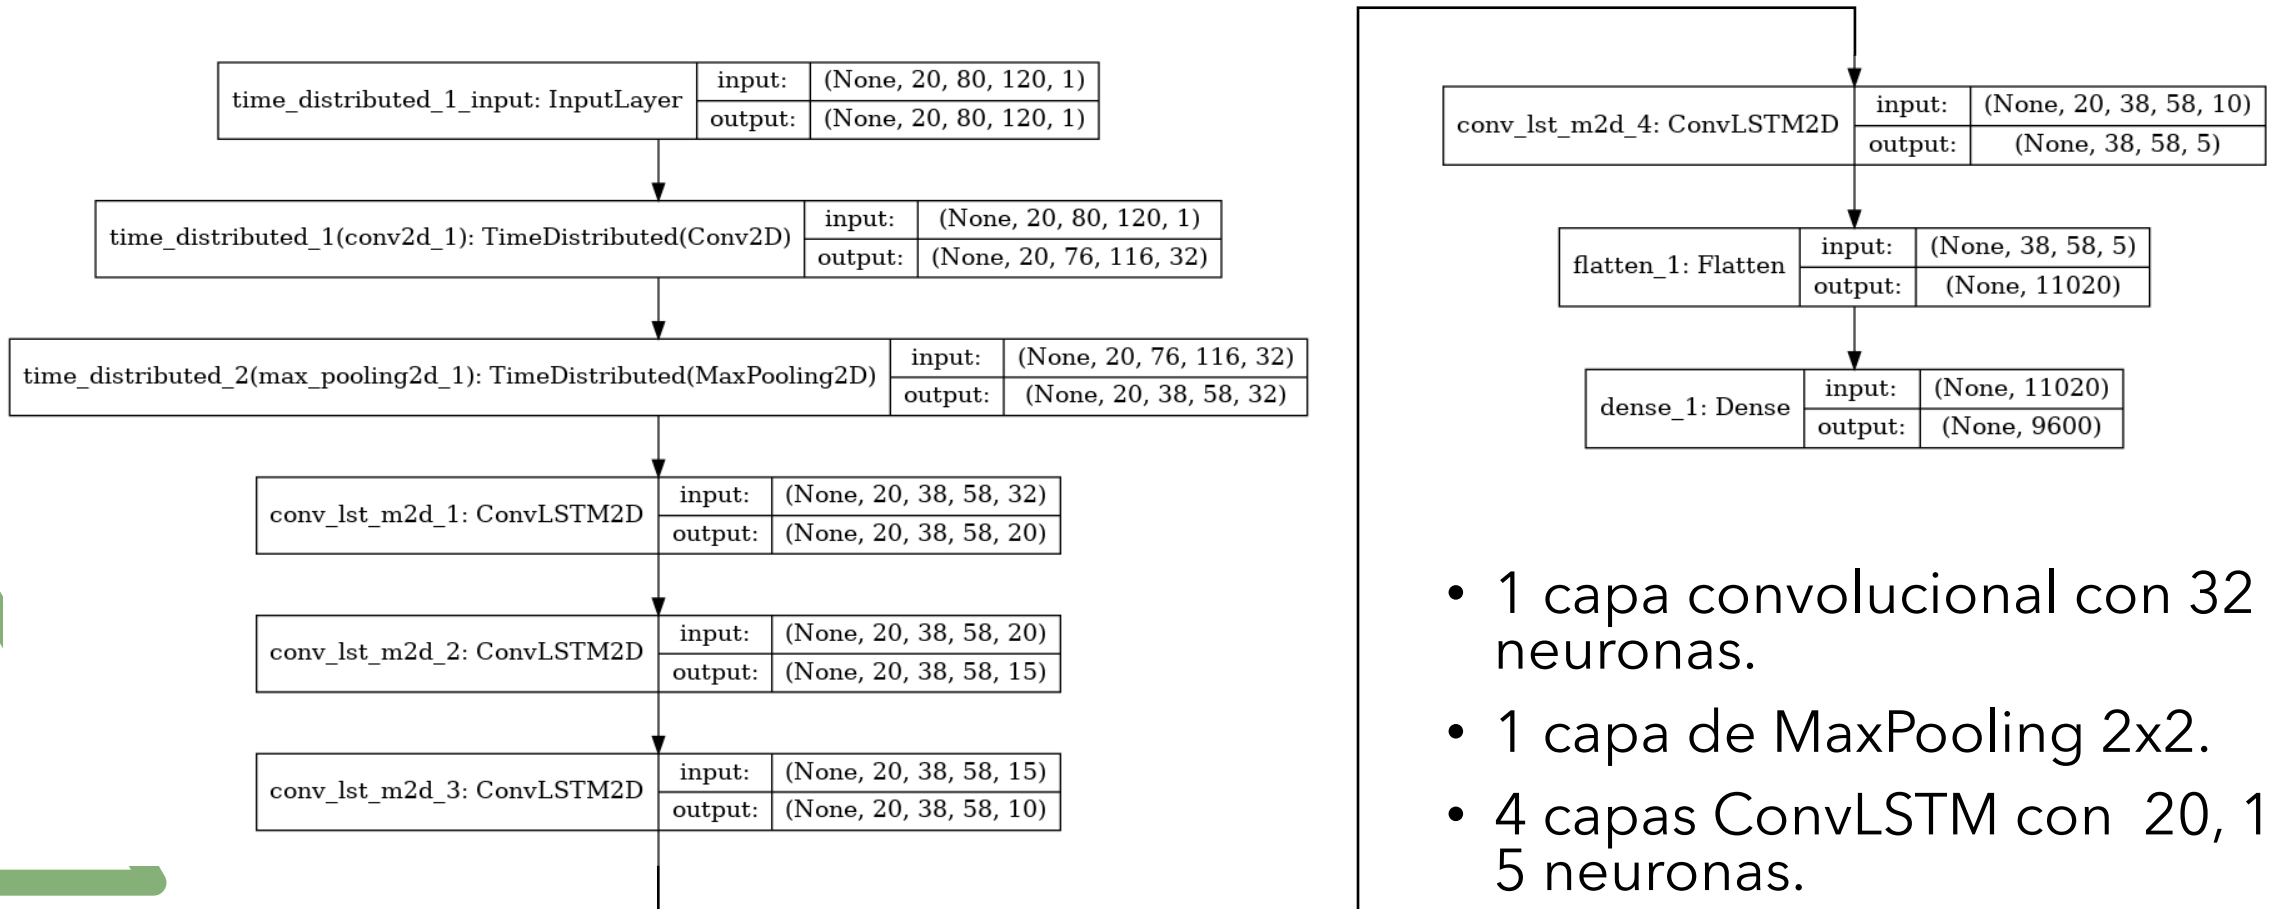 time_distributed_1_input: InputLayer
input: (None, 20, 80, 120, 1)
output: (None, 20, 80, 120, 1)
time_distributed_1(conv2d_1): TimeDistributed(Conv2D)
input: (None, 20, 80, 120, 1)
output: (None, 20, 76, 116, 32)
time_distributed_2(max_pooling2d_1): TimeDistributed(MaxPooling2D)
input: (None, 20, 76, 116, 32)
output: (None, 20, 38, 58, 32)
conv_lst_m2d_1: ConvLSTM2D
input: (None, 20, 38, 58, 32)
output: (None, 20, 38, 58, 20)
conv_lst_m2d_2: ConvLSTM2D
input: (None, 20, 38, 58, 20)
output: (None, 20, 38, 58, 15)
conv_lst_m2d_3: ConvLSTM2D
input: (None, 20, 38, 58, 15)
output: (None, 20, 38, 58, 10)
conv_lst_m2d_4: ConvLSTM2D
input: (None, 20, 38, 58, 10)
output: (None, 38, 58, 5)
flatten_1: Flatten
input: (None, 38, 58, 5)
output: (None, 11020)
dense_1: Dense
input: (None, 11020)
output: (None, 9600)
• 1 capa convolucional con 32
neuronas.
• 1 capa de MaxPooling 2x2.
• 4 capas ConvLSTM con 20, 1
5 neuronas.